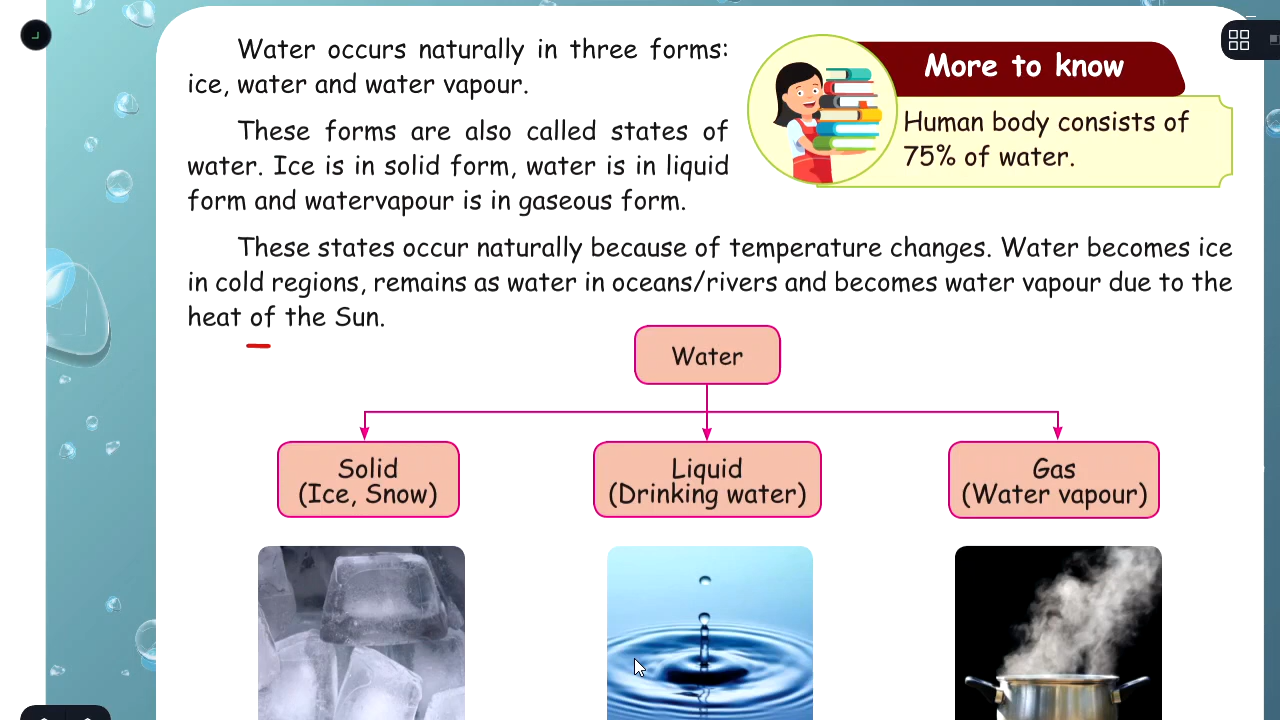 Water occurs naturally in three forms:
ice, water and water vapour.
These forms are also called states of
water. Ice is in solid form, water is in liquid
form and watervapour is in gaseous form.
More to know
Human body consists of
75% of water.
These states occur naturally because of temperature changes. Water becomes ice
in cold regions, remains as water in oceans/rivers and becomes water vapour due to the
heat of the Sun.
Water
Solid
(Ice, Snow)
Liquid
(Drinking water)
Gas
(Water vapour)